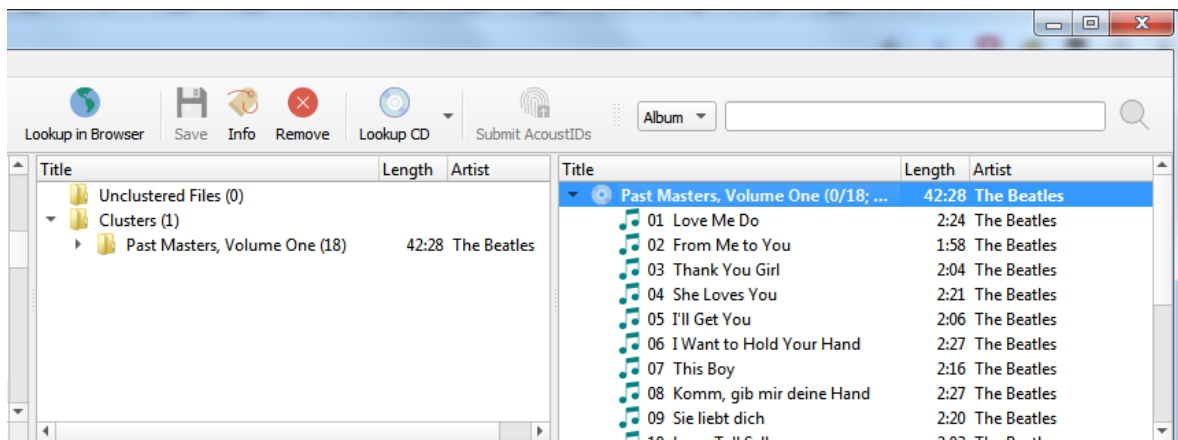 Lookup in Browser Save Info Remove Lookup CD Submit AcoustIDs Album
Title Length Artist
Unclustered Files (0)
Clusters (1)
Past Masters, Volume One (18) 42:28 The Beatles
Title Length Artist
Past Masters, Volume One (0/18; ... 42:28 The Beatles
01 Love Me Do 2:24 The Beatles
02 From Me to You 1:58 The Beatles
03 Thank You Girl 2:04 The Beatles
04 She Loves You 2:21 The Beatles
05 I'll Get You 2:06 The Beatles
06 I Want to Hold Your Hand 2:27 The Beatles
07 This Boy 2:16 The Beatles
08 Komm, gib mir deine Hand 2:27 The Beatles
09 Sie liebt dich 2:20 The Beatles